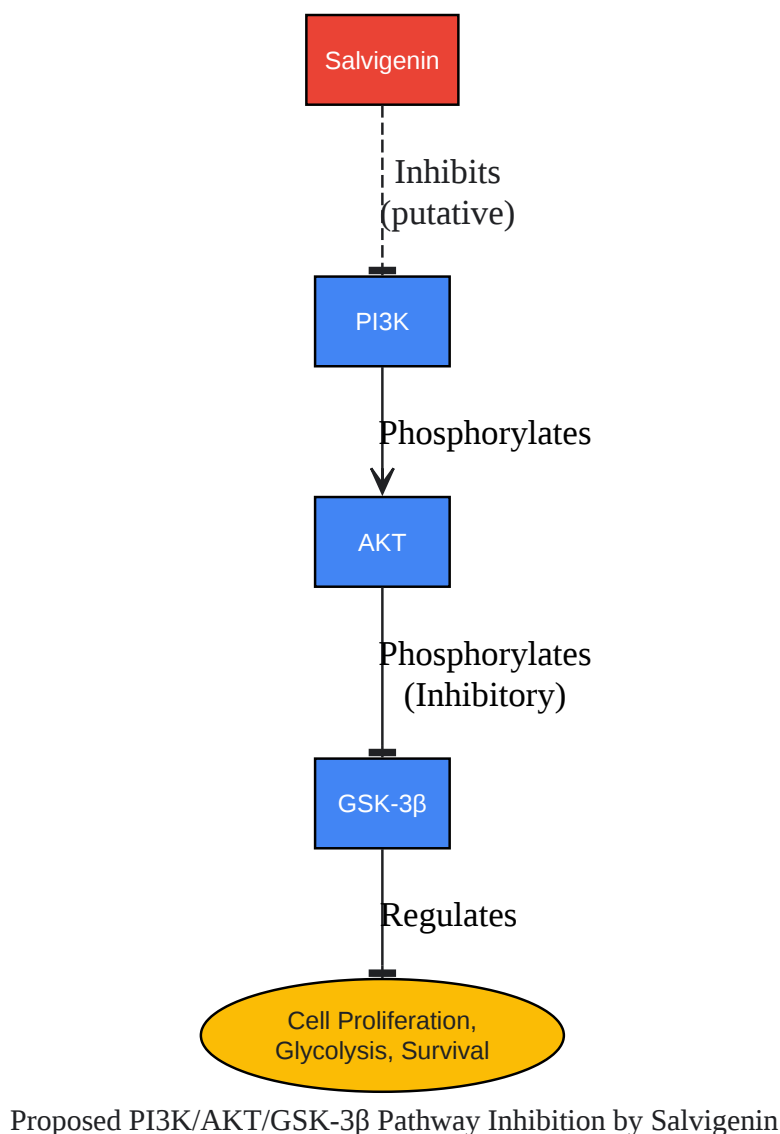 Salvigenin
Inhibits
(putative)
PI3K
Phosphorylates
AKT
Phosphorylates
(Inhibitory)
GSK-3β
Regulates
Cell Proliferation,
Glycolysis, Survival
Proposed PI3K/AKT/GSK-3β Pathway Inhibition by Salvigenin